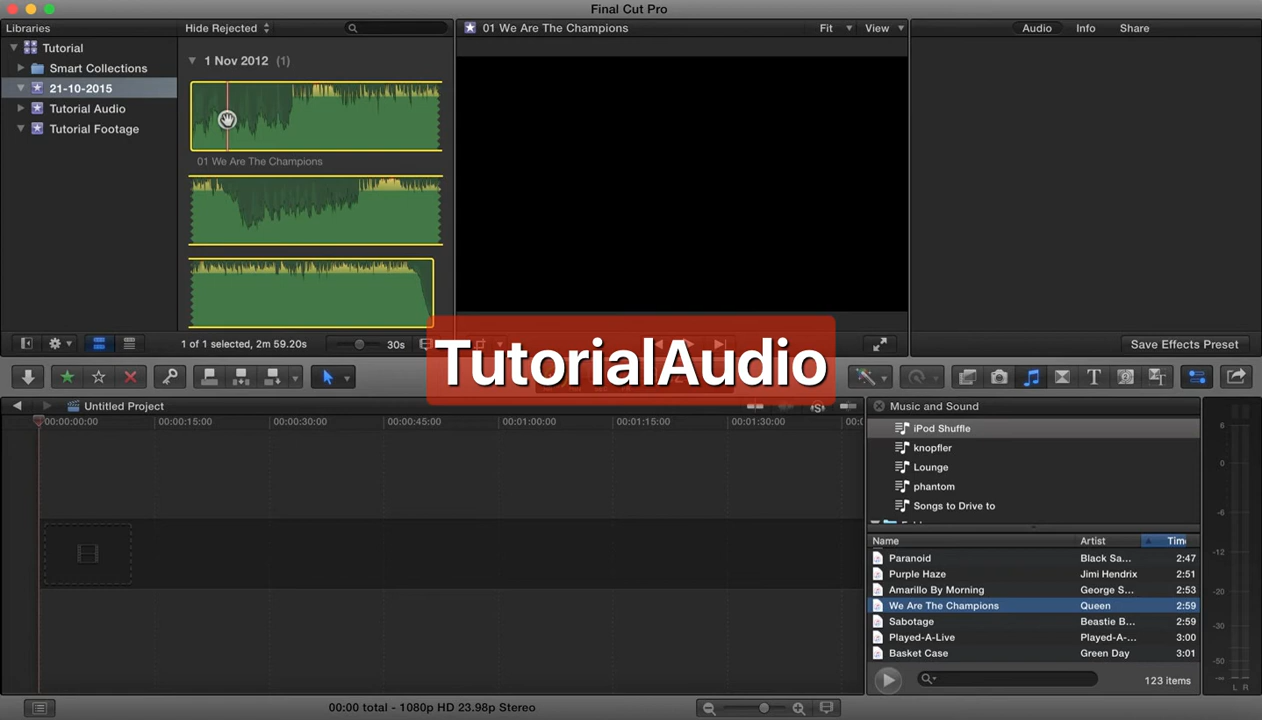 Final Cut Pro
Libraries
Hide Rejected
01 We Are The Champions
Fit
View
Audio
Info
Share
Tutorial
Smart Collections
21-10-2015
Tutorial Audio
Tutorial Footage
1 Nov 2012 (1)
01 We Are The Champions
1 of 1 selected, 2m 59.20s
30s
Save Effects Preset
TutorialAudio
Untitled Project
00:00:00:00
00:00:15:00
00:00:30:00
00:00:45:00
00:01:00:00
00:01:15:00
00:01:30:00
Music and Sound
iPod Shuffle
knopfler
Lounge
phantom
Songs to Drive to
Name
Artist
Time
Paranoid Black Sa... 2:47
Purple Haze Jimi Hendrix 2:51
Amarillo By Morning George S... 2:53
We Are The Champions Queen 2:59
Sabotage Beastie B... 2:59
Played-A-Live Played-A-... 3:00
Basket Case Green Day 3:01
123 items
6
0
-6
-12
-20
-30
-50
L R
00:00 total - 1080p HD 23.98p Stereo